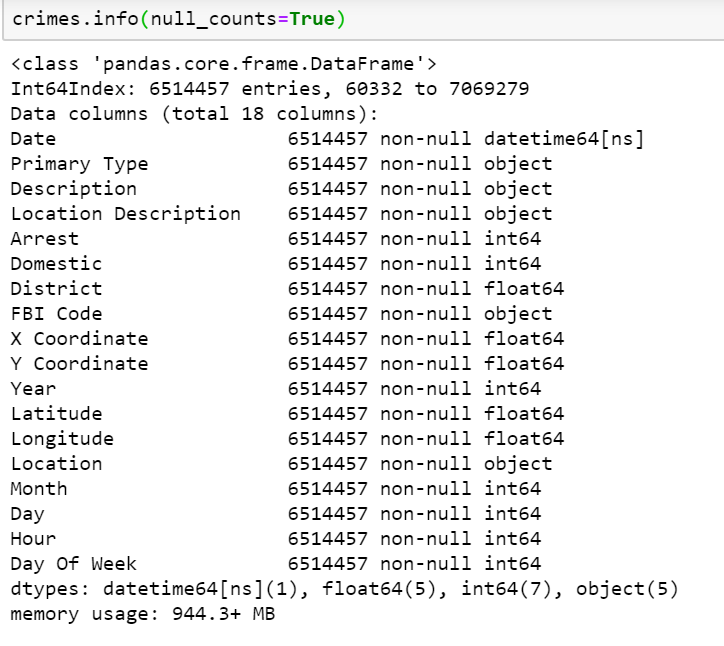 crimes.info(null_counts=True)
<class 'pandas.core.frame.DataFrame'>
Int64Index: 6514457 entries, 60332 to 7069279
Data columns (total 18 columns):
Date                    6514457 non-null datetime64[ns]
Primary Type            6514457 non-null object
Description             6514457 non-null object
Location Description    6514457 non-null object
Arrest                  6514457 non-null int64
Domestic                6514457 non-null int64
District                6514457 non-null float64
FBI Code                6514457 non-null object
X Coordinate            6514457 non-null float64
Y Coordinate            6514457 non-null float64
Year                    6514457 non-null int64
Latitude                6514457 non-null float64
Longitude               6514457 non-null float64
Location                6514457 non-null object
Month                   6514457 non-null int64
Day                     6514457 non-null int64
Hour                    6514457 non-null int64
Day Of Week             6514457 non-null int64
dtypes: datetime64[ns](1), float64(5), int64(7), object(5)
memory usage: 944.3+ MB